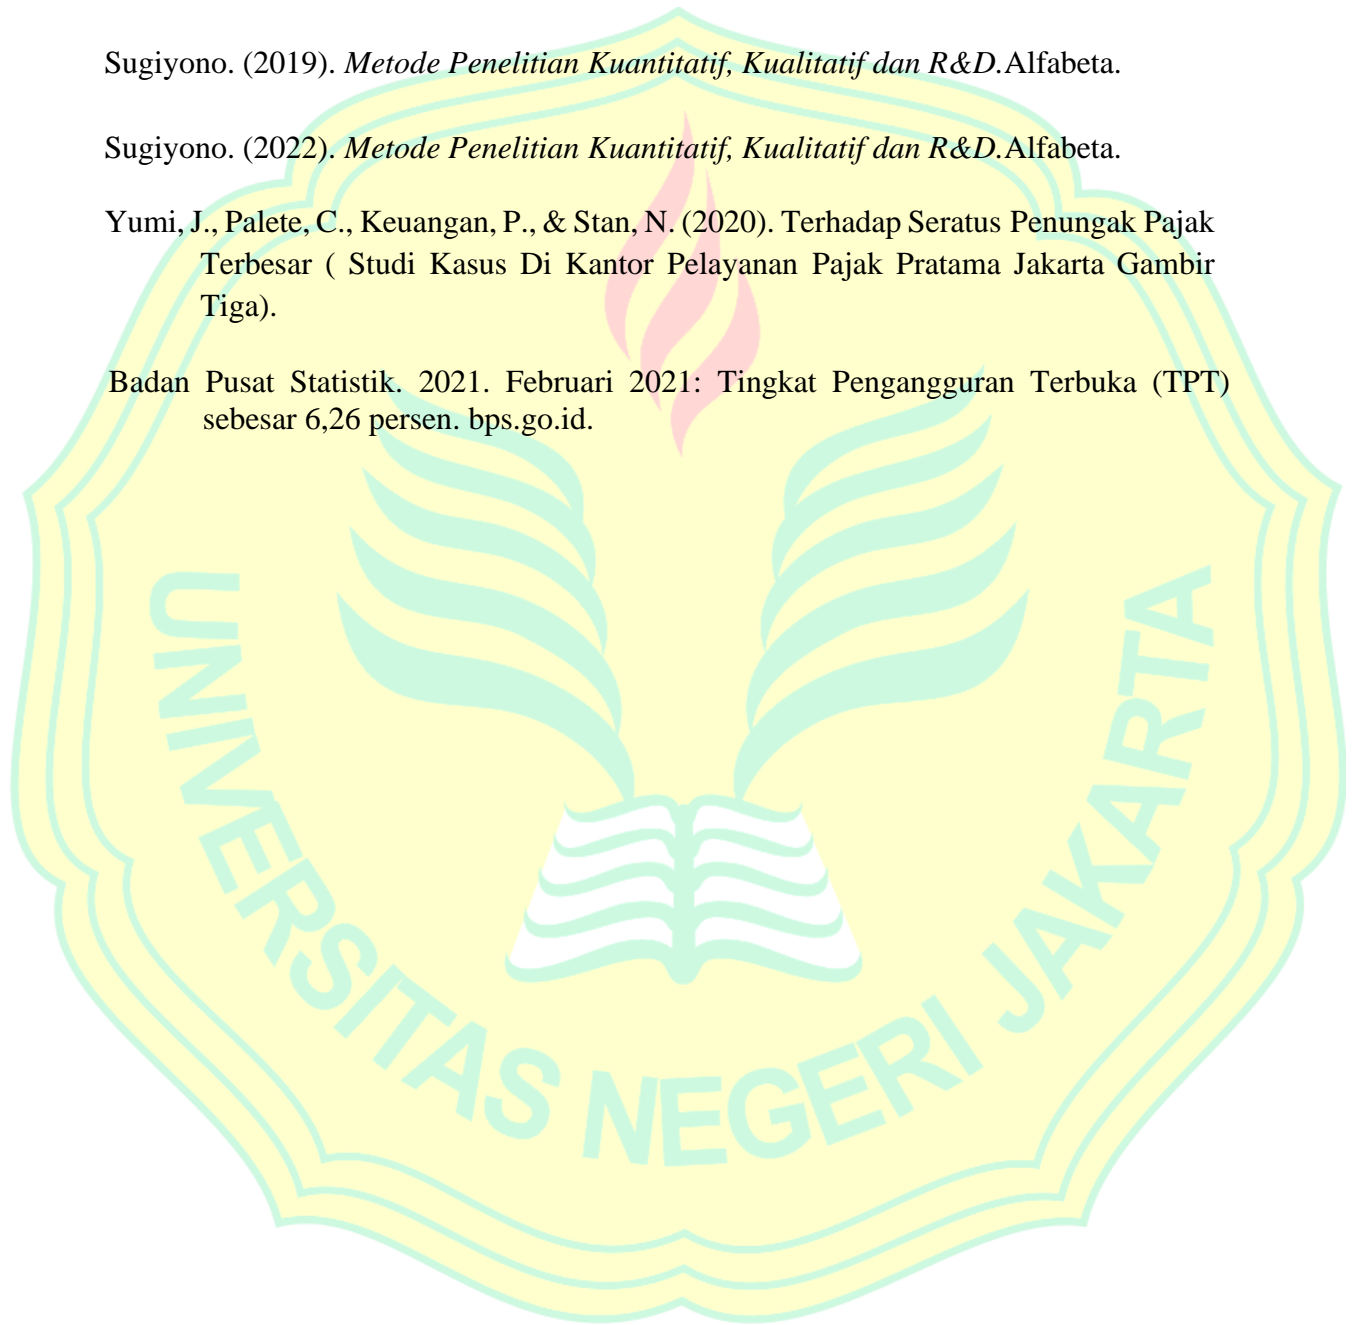 Sugiyono. (2019). Metode Penelitian Kuantitatif, Kualitatif dan R&D.Alfabeta.
Sugiyono. (2022). Metode Penelitian Kuantitatif, Kualitatif dan R&D.Alfabeta.
Yumi, J., Palete, C., Keuangan, P., & Stan, N. (2020). Terhadap Seratus Penungak Pajak
Terbesar ( Studi Kasus Di Kantor Pelayanan Pajak Pratama Jakarta Gambir
Tiga).
Badan Pusat Statistik. 2021. Februari 2021: Tingkat Pengangguran Terbuka (TPT)
sebesar 6,26 persen. bps.go.id.
UNIVERSITAS NEGERI JAKARTA